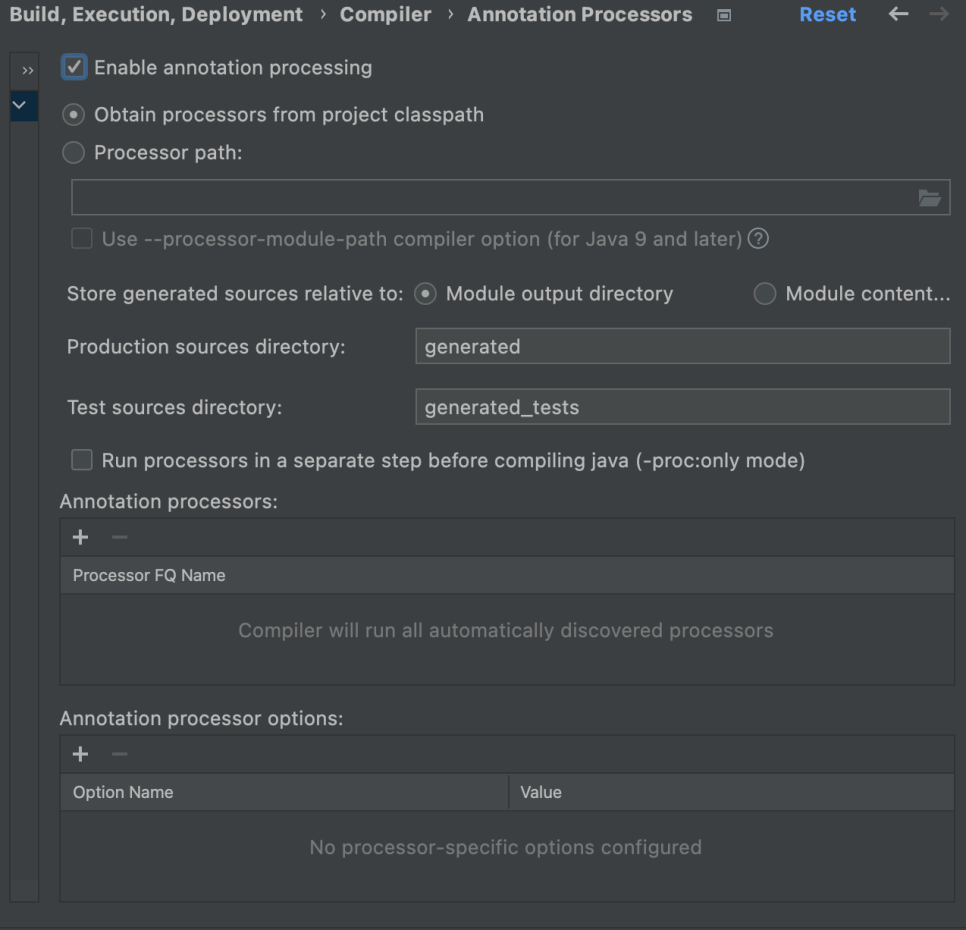 Build, Execution, Deployment › Compiler › Annotation Processors Reset
Enable annotation processing
Obtain processors from project classpath
Processor path:
Use --processor-module-path compiler option (for Java 9 and later)
Store generated sources relative to: Module output directory Module content...
Production sources directory: generated
Test sources directory: generated_tests
Run processors in a separate step before compiling java (-proc:only mode)
Annotation processors:
Processor FQ Name
Compiler will run all automatically discovered processors
Annotation processor options:
Option Name Value
No processor-specific options configured